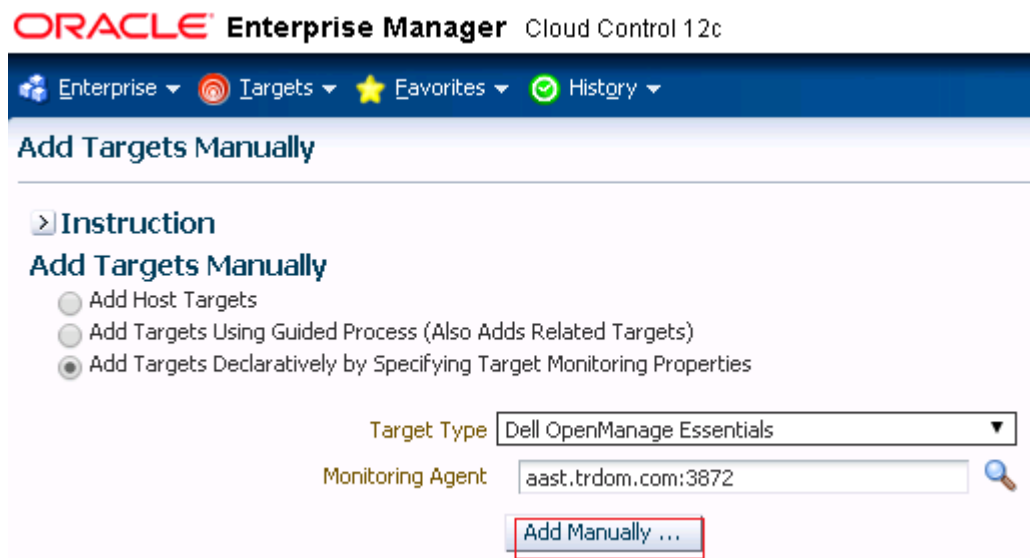 ORACLE Enterprise Manager Cloud Control 12c
Enterprise Targets Favorites History
Add Targets Manually
Instruction
Add Targets Manually
Add Host Targets
Add Targets Using Guided Process (Also Adds Related Targets)
Add Targets Declaratively by Specifying Target Monitoring Properties
Target Type Dell OpenManage Essentials
Monitoring Agent aast.trdom.com:3872
Add Manually ...